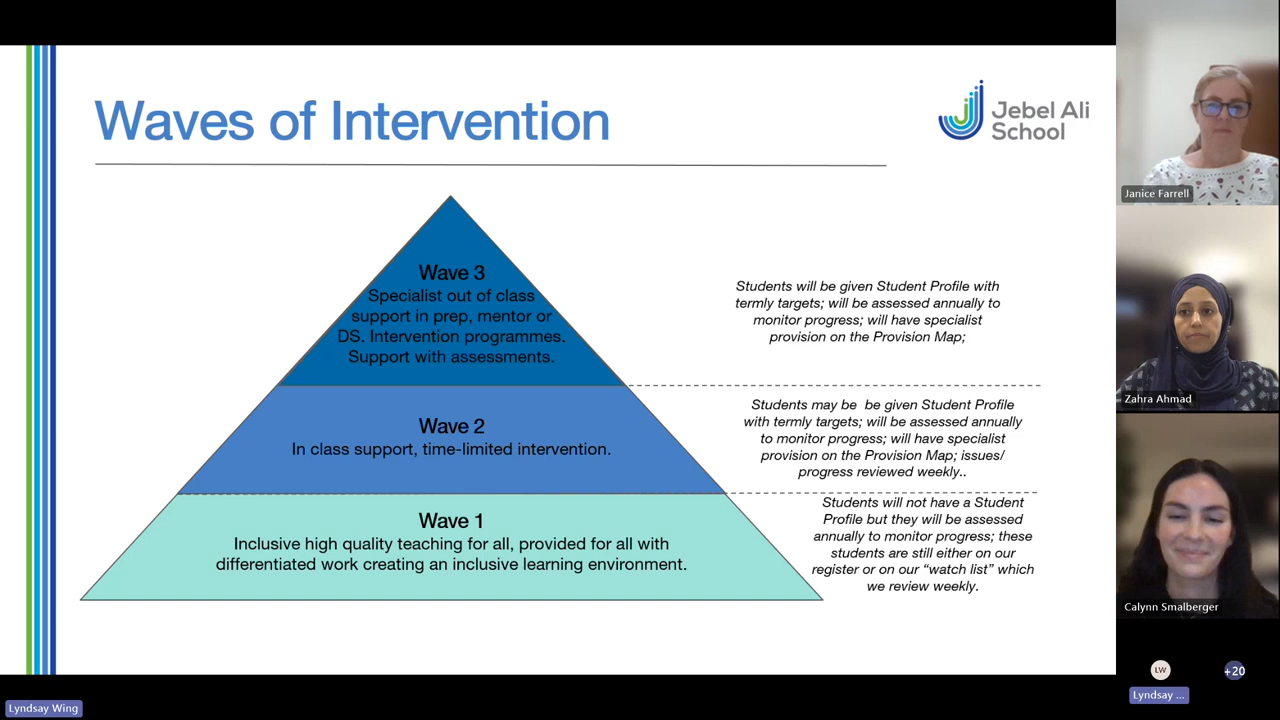 Waves of Intervention
Jebel Ali
School
Wave 3
Specialist out of class
support in prep, mentor or
DS. Intervention programmes.
Support with assessments.
Students will be given Student Profile with
termly targets; will be assessed annually to
monitor progress; will have specialist
provision on the Provision Map;
Wave 2
In class support, time-limited intervention.
Students may be  be given Student Profile
with termly targets; will be assessed annually
to monitor progress; will have specialist
provision on the Provision Map; issues/
progress reviewed weekly..
Wave 1
Inclusive high quality teaching for all, provided for all with
differentiated work creating an inclusive learning environment.
Students will not have a Student
Profile but they will be assessed
annually to monitor progress; these
students are still either on our
register or on our “watch list” which
we review weekly.
Janice Farrell
Zahra Ahmad
Calynn Smalberger
LW
+20
Lyndsay ...
Lyndsay Wing